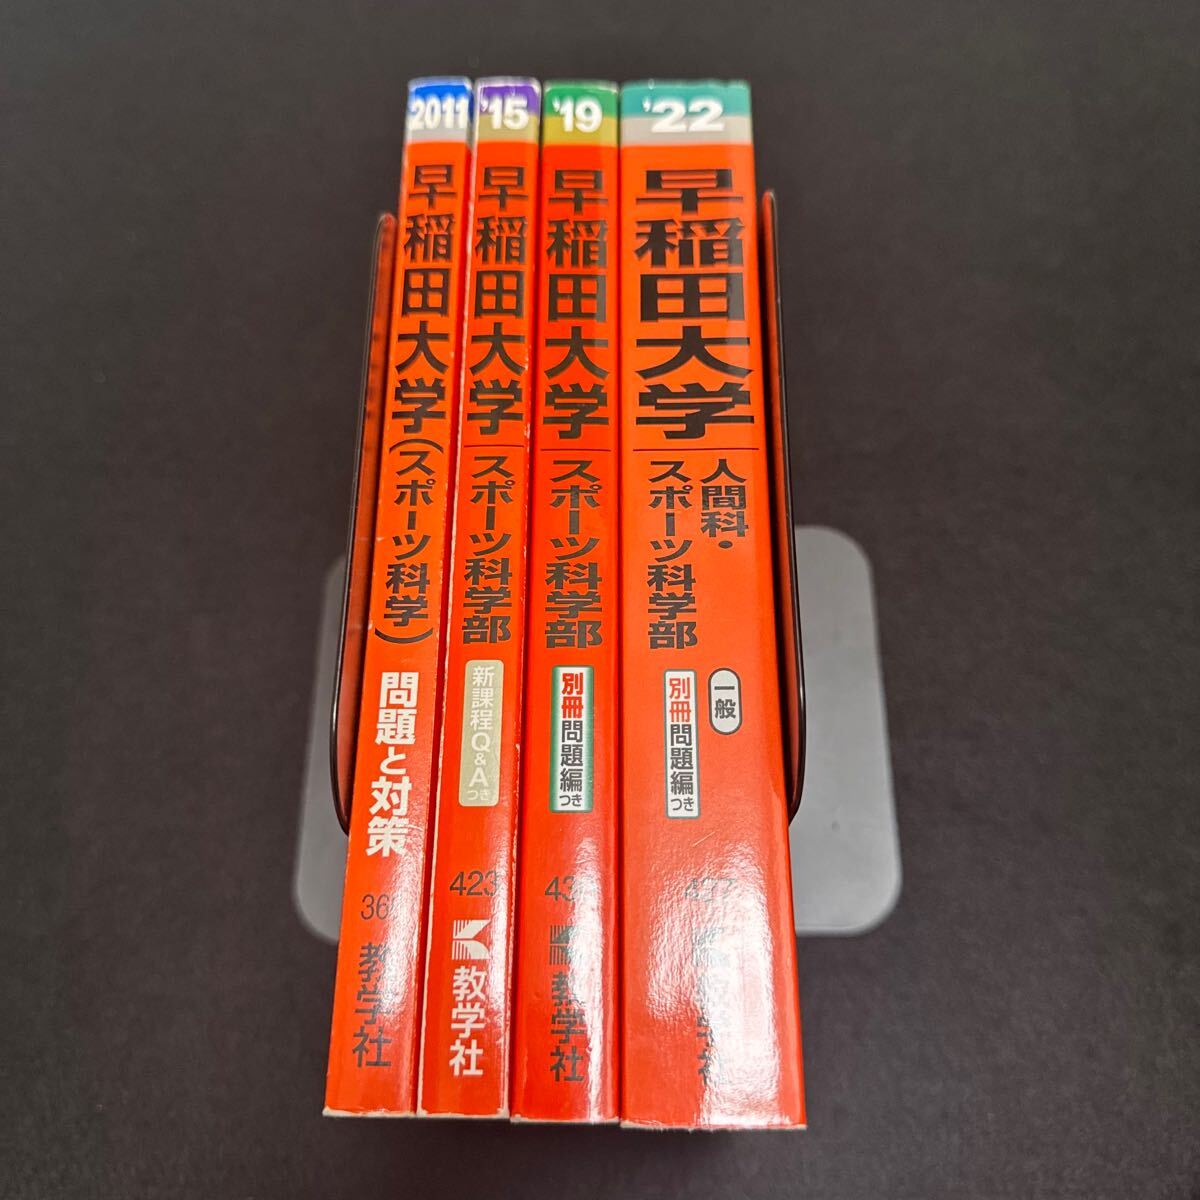 2011
早稲田大学(スポーツ科学)
問題と対策
教学社
'15
早稲田大学
スポーツ科学部
新課程Q&Aつき
423
教学社
'19
早稲田大学
スポーツ科学部
別冊問題編つき
教学社
'22
早稲田大学
人間科・
スポーツ科学部
一般
別冊問題編つき
教学社